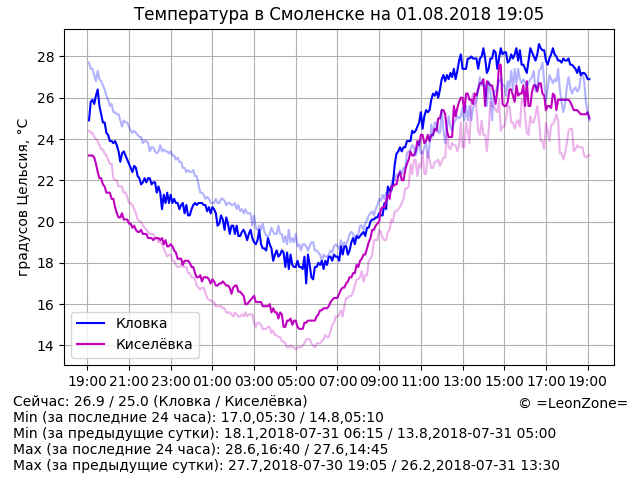 Температура в Смоленске на 01.08.2018 19:05
градусов Цельсия, °C
28
26
24
22
20
18
16
14
Кловка
Киселёвка
19:00 21:00 23:00 01:00 03:00 05:00 07:00 09:00 11:00 13:00 15:00 17:00 19:00
Сейчас: 26.9 / 25.0 (Кловка / Киселёвка)
© =LeonZone=
Min (за последние 24 часа): 17.0,05:30 / 14.8,05:10
Min (за предыдущие сутки): 18.1,2018-07-31 06:15 / 13.8,2018-07-31 05:00
Max (за последние 24 часа): 28.6,16:40 / 27.6,14:45
Max (за предыдущие сутки): 27.7,2018-07-30 19:05 / 26.2,2018-07-31 13:30